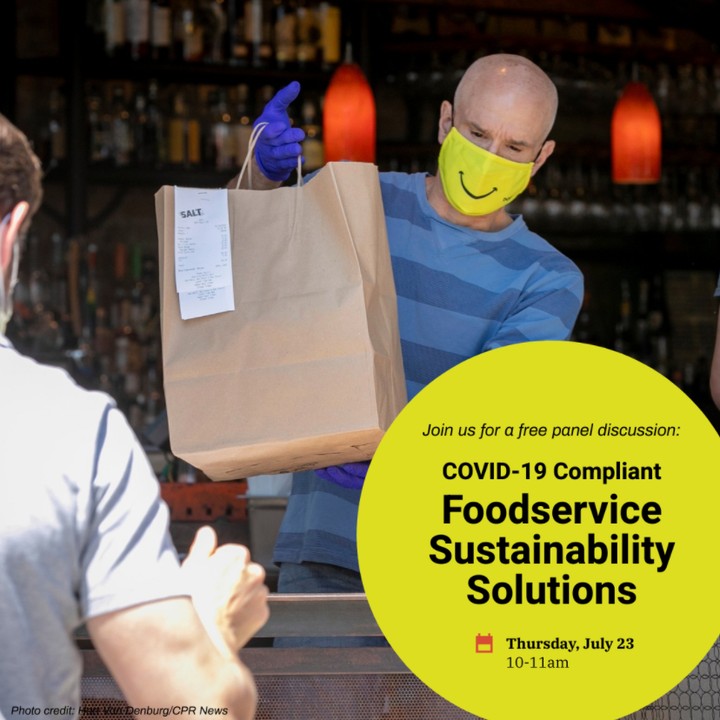 SALT.
Join us for a free panel discussion:
COVID-19 Compliant
Foodservice
Sustainability
Solutions
Thursday, July 23
10-11am
Photo credit: Hart Van Denburg/CPR News